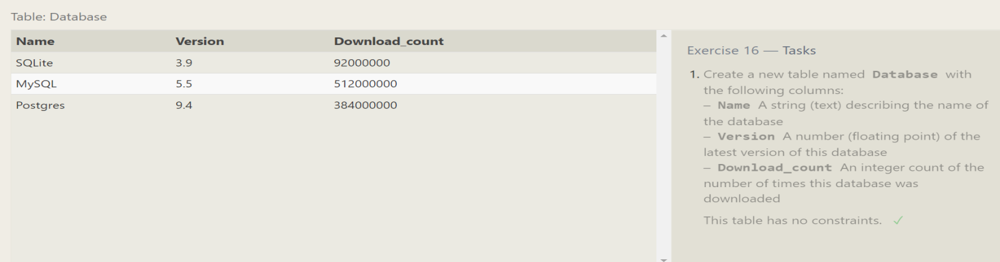 Table: Database
Name Version Download_count
SQLite 3.9 92000000
MySQL 5.5 512000000
Postgres 9.4 384000000
Exercise 16 — Tasks
1. Create a new table named Database with
the following columns:
– Name A string (text) describing the name of
the database
– Version A number (floating point) of the
latest version of this database
– Download_count An integer count of the
number of times this database was
downloaded
This table has no constraints. ✓